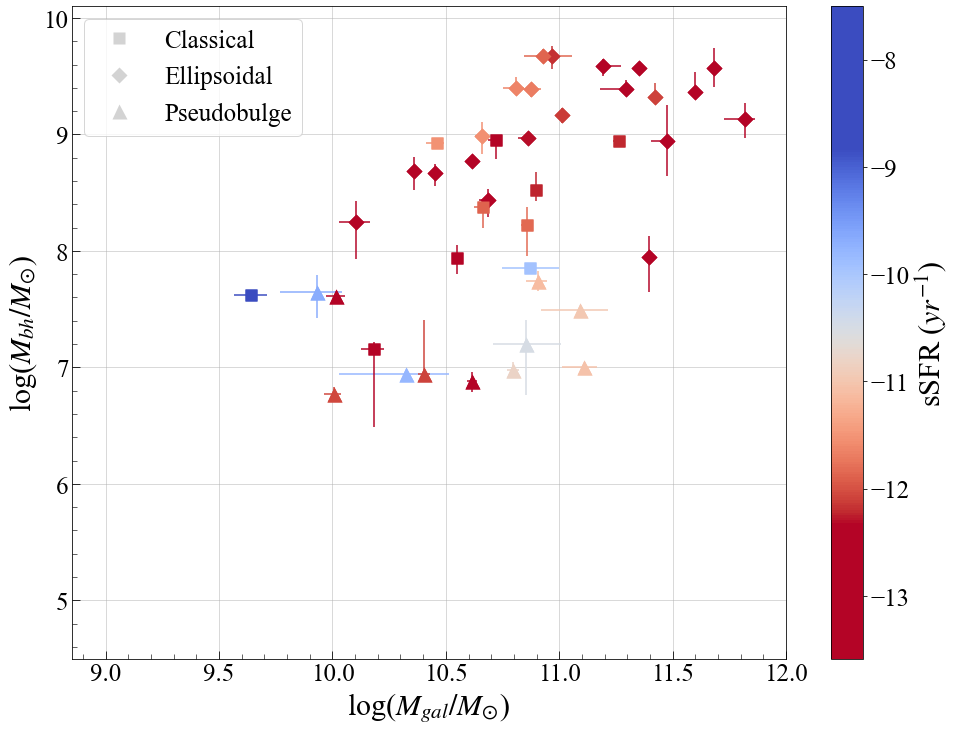 Classical
Ellipsoidal
Pseudobulge
10
9
8
7
6
5
log(M_bh/M_⊙)
9.0 9.5 10.0 10.5 11.0 11.5 12.0
log(M_gal/M_⊙)
−8
−9
−10
−11
−12
−13
sSFR (yr⁻¹)